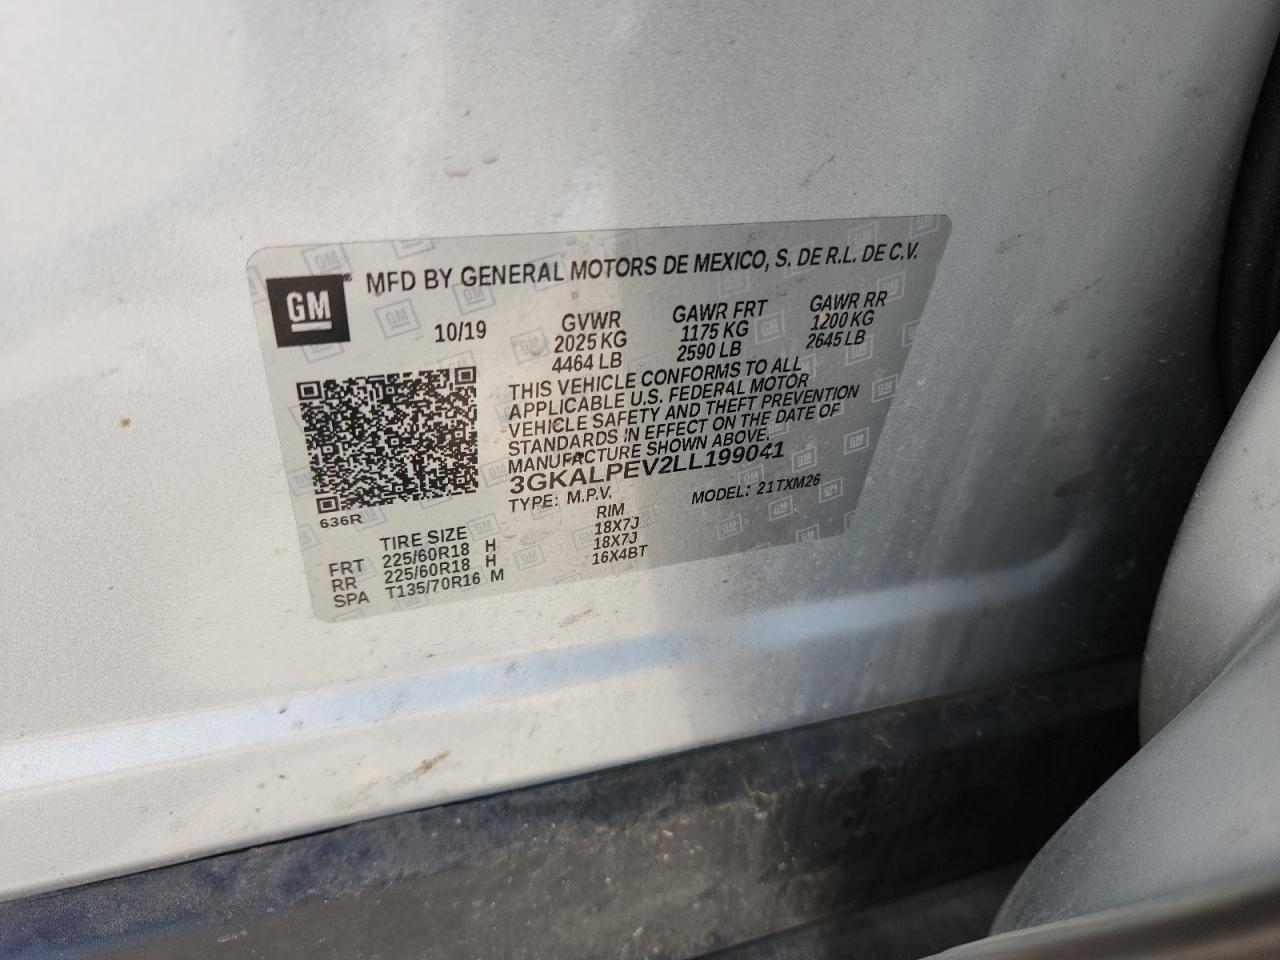 GM
MFD BY GENERAL MOTORS DE MEXICO, S. DE R.L. DE C.V.
10/19
GVWR
2025 KG
4464 LB
GAWR FRT
1175 KG
2590 LB
GAWR RR
1200 KG
2645 LB
THIS VEHICLE CONFORMS TO ALL
APPLICABLE U.S. FEDERAL MOTOR
VEHICLE SAFETY AND THEFT PREVENTION
STANDARDS IN EFFECT ON THE DATE OF
MANUFACTURE SHOWN ABOVE.
3GKALPEV2LL199041
TYPE: M.P.V. MODEL: 21TXM26
636R
TIRE SIZE RIM
FRT 225/60R18 H 18X7J
RR 225/60R18 H 18X7J
SPA T135/70R16 M 16X4BT